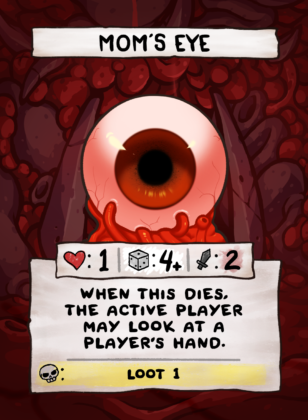 MOM'S EYE
: 1 : 4+ : 2
WHEN THIS DIES,
THE ACTIVE PLAYER
MAY LOOK AT A
PLAYER'S HAND.
: LOOT 1